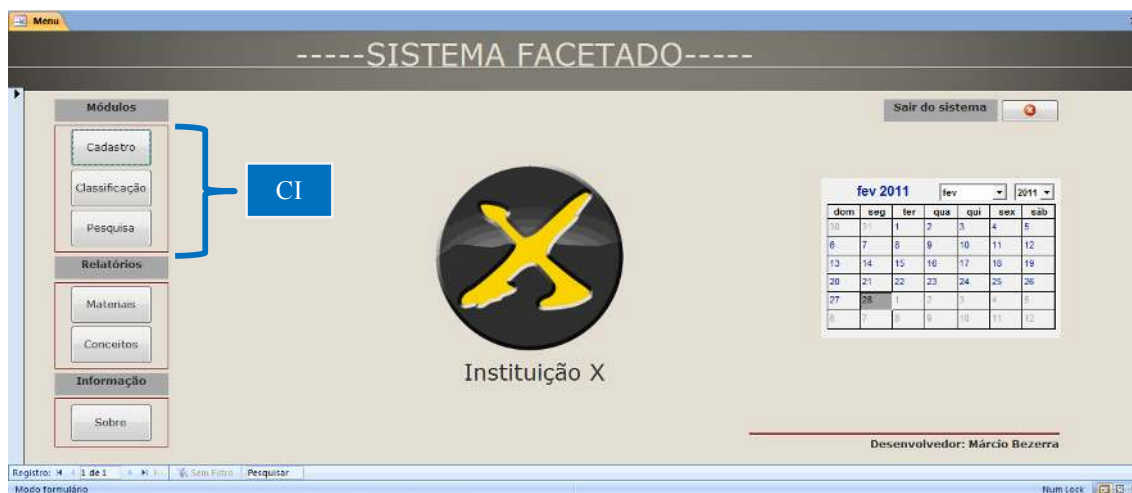 Menu
-----SISTEMA FACETADO-----
Módulos
Cadastro
Classificação
Pesquisa
CI
Relatórios
Materiais
Conceitos
Informação
Sobre
Instituição X
Sair do sistema
fev 2011 fev 2011
dom seg ter qua qui sex sáb
30 31 1 2 3 4 5
6 7 8 9 10 11 12
13 14 15 16 17 18 19
20 21 22 23 24 25 26
27 28 1 2 3 4 5
6 7 8 9 10 11 12
Desenvolvedor: Márcio Bezerra
Registro: 1 de 1 Sem Filtro Pesquisar
Modo formulário Num Lock